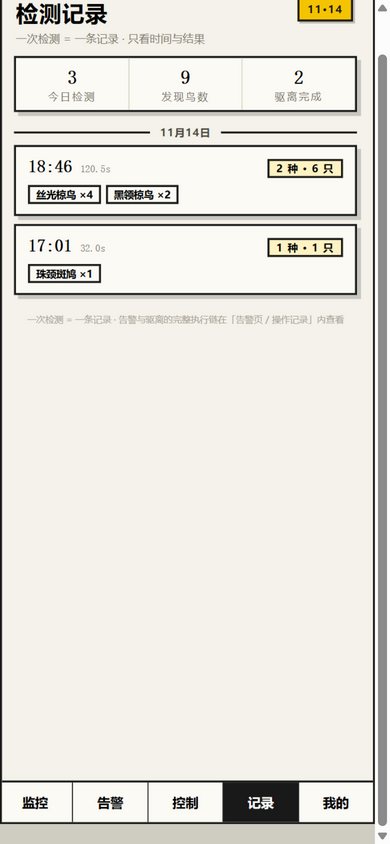 检测记录
11·14
一次检测 = 一条记录 · 只看时间与结果
3
今日检测
9
发现鸟数
2
驱离完成
11月14日
18:46 120.5s
2 种 · 6 只
丝光椋鸟 ×4
黑领椋鸟 ×2
17:01 32.0s
1 种 · 1 只
珠颈斑鸠 ×1
一次检测 = 一条记录 · 告警与驱离的完整执行链在「告警页 / 操作记录」内查看
监控
告警
控制
记录
我的